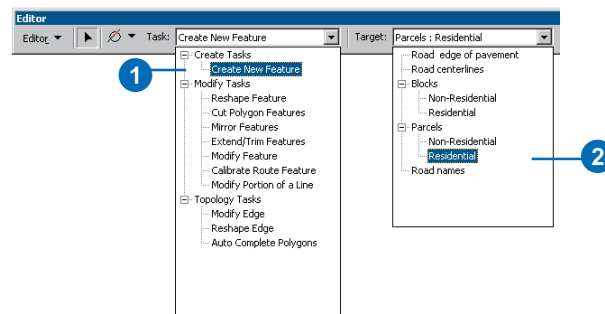 Editor
Editor Task: Create New Feature Target: Parcels : Residential
Create Tasks
Create New Feature
Modify Tasks
Reshape Feature
Cut Polygon Features
Mirror Features
Extend/Trim Features
Modify Feature
Calibrate Route Feature
Modify Portion of a Line
Topology Tasks
Modify Edge
Reshape Edge
Auto Complete Polygons
1
Road edge of pavement
Road centerlines
Blocks
Non-Residential
Residential
Parcels
Non-Residential
Residential
Road names
2